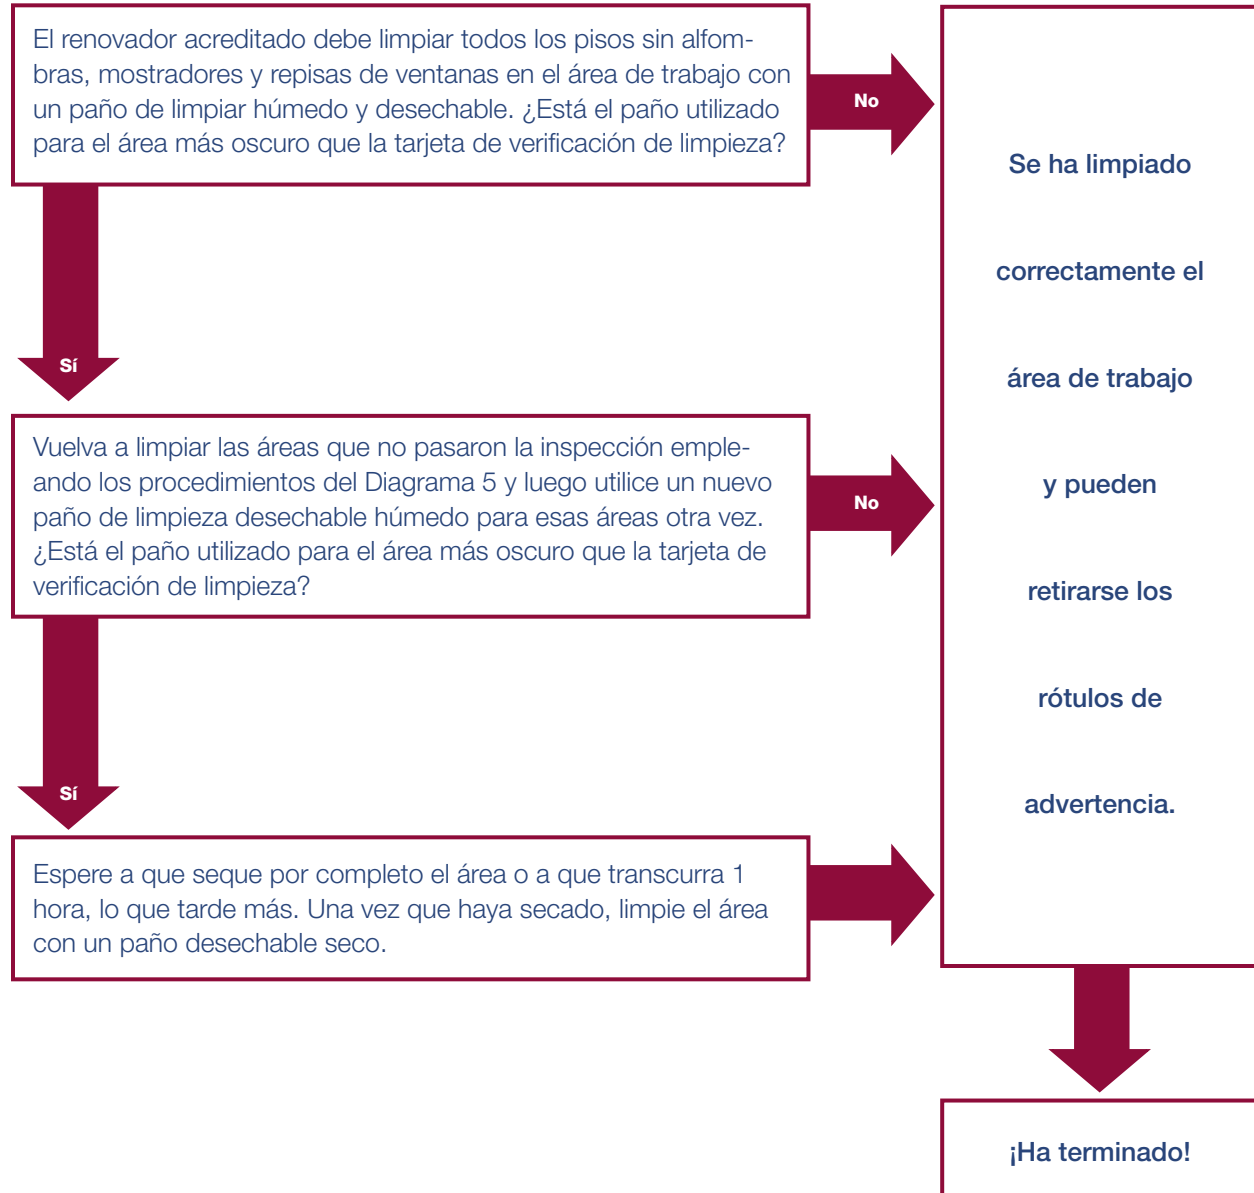 El renovador acreditado debe limpiar todos los pisos sin alfom-
bras, mostradores y repisas de ventanas en el área de trabajo con
un paño de limpiar húmedo y desechable. ¿Está el paño utilizado
para el área más oscuro que la tarjeta de verificación de limpieza?
No
Sí
Vuelva a limpiar las áreas que no pasaron la inspección emple-
ando los procedimientos del Diagrama 5 y luego utilice un nuevo
paño de limpieza desechable húmedo para esas áreas otra vez.
¿Está el paño utilizado para el área más oscuro que la tarjeta de
verificación de limpieza?
No
Sí
Espere a que seque por completo el área o a que transcurra 1
hora, lo que tarde más. Una vez que haya secado, limpie el área
con un paño desechable seco.
Se ha limpiado
correctamente el
área de trabajo
y pueden
retirarse los
rótulos de
advertencia.
¡Ha terminado!